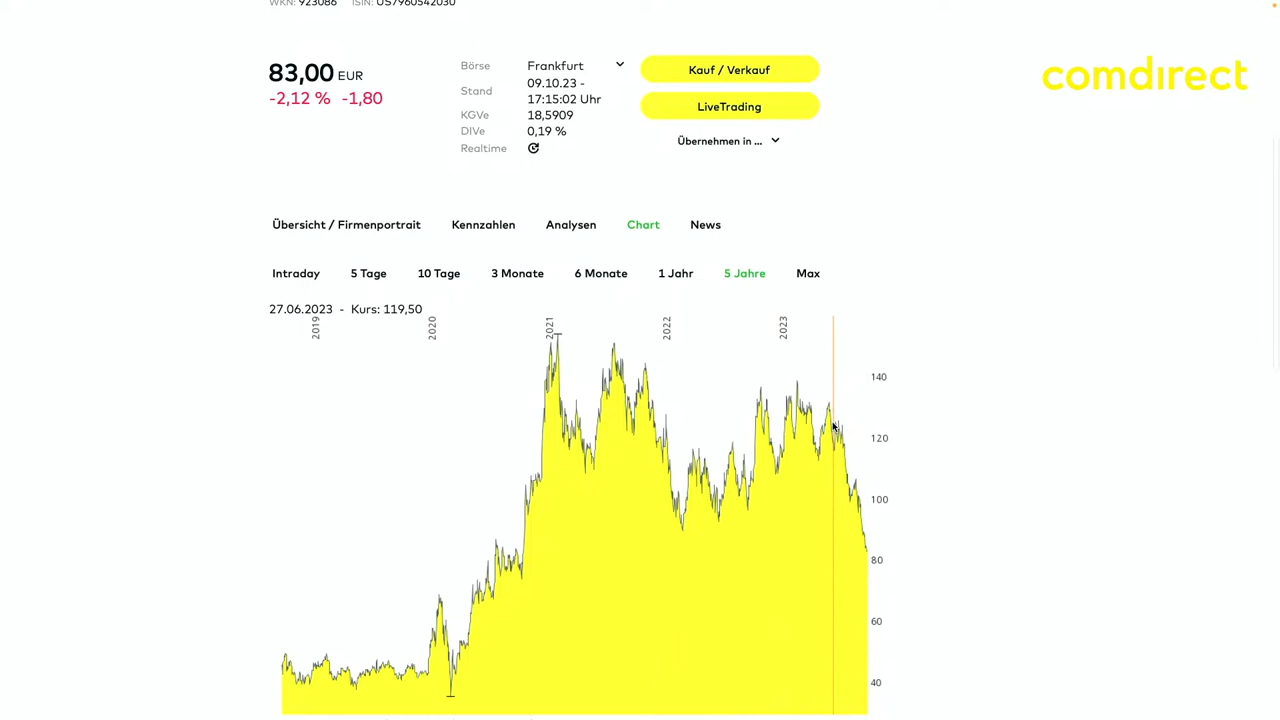 WKN: 923086 ISIN: US7960542030
83,00 EUR
-2,12 % -1,80
Börse Frankfurt
Stand 09.10.23 -
17:15:02 Uhr
KGVe 18,5909
DIVe 0,19 %
Realtime
Kauf / Verkauf
LiveTrading
Übernehmen in ...
comdirect
Übersicht / Firmenportrait Kennzahlen Analysen Chart News
Intraday 5 Tage 10 Tage 3 Monate 6 Monate 1 Jahr 5 Jahre Max
27.06.2023 - Kurs: 119,50
2019 2020 2021 2022 2023
140
120
100
80
60
40